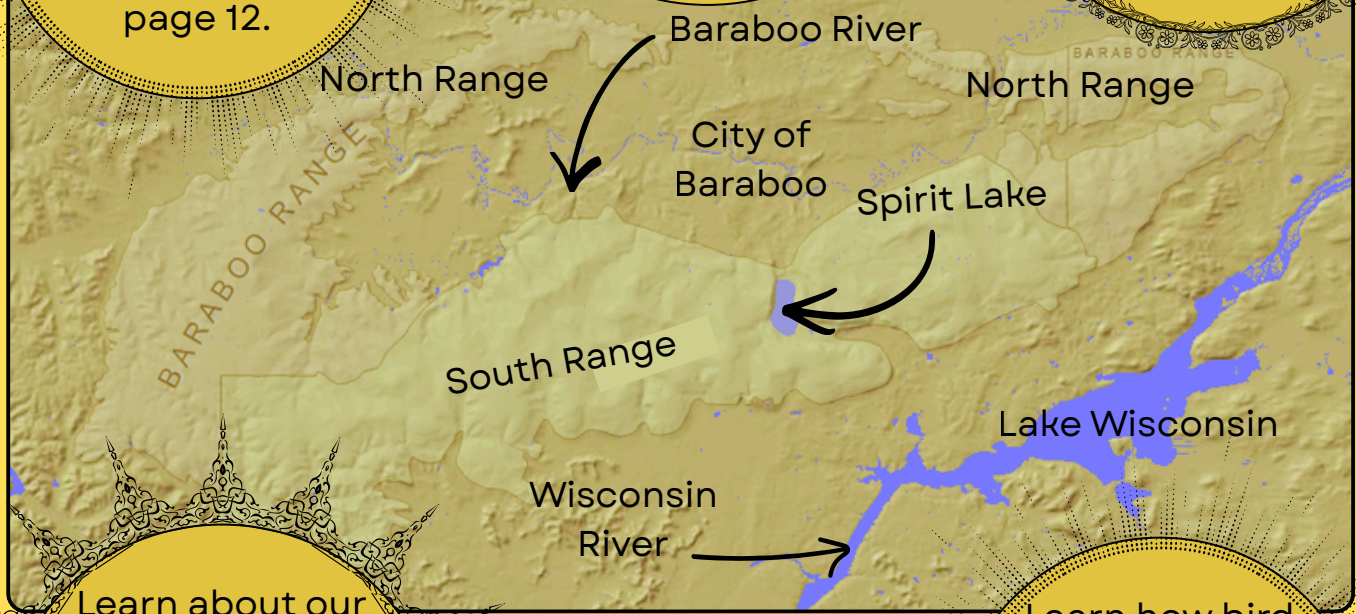 page 12.
Baraboo River
BARABOO RANGE
North Range
North Range
City of
Baraboo
Spirit Lake
BARABOO RANGE
South Range
Lake Wisconsin
Wisconsin
River
Learn about our
Learn how bird